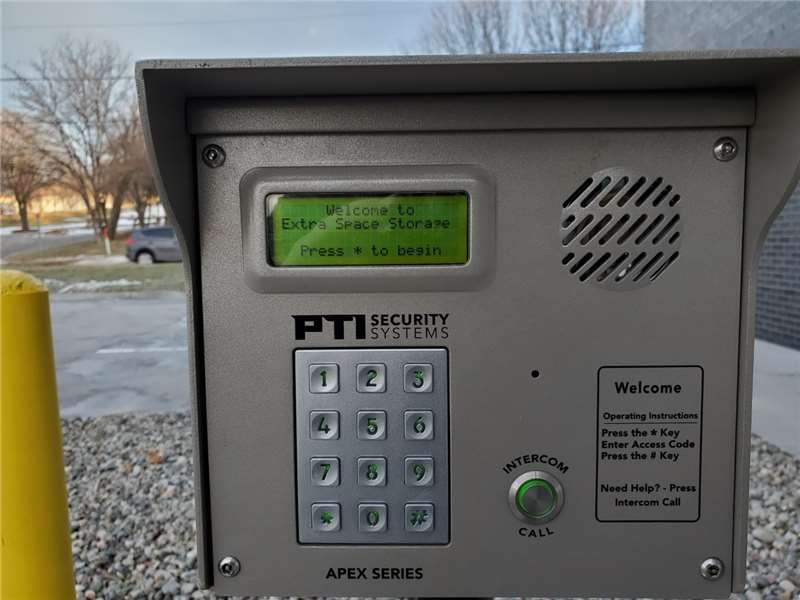 Welcome to
Extra Space Storage
Press * to begin
PTI SECURITY SYSTEMS
1 2 3
4 5 6
7 8 9
* 0 #
APEX SERIES
INTERCOM
CALL
Welcome
Operating Instructions
Press the * Key
Enter Access Code
Press the # Key
Need Help? - Press
Intercom Call